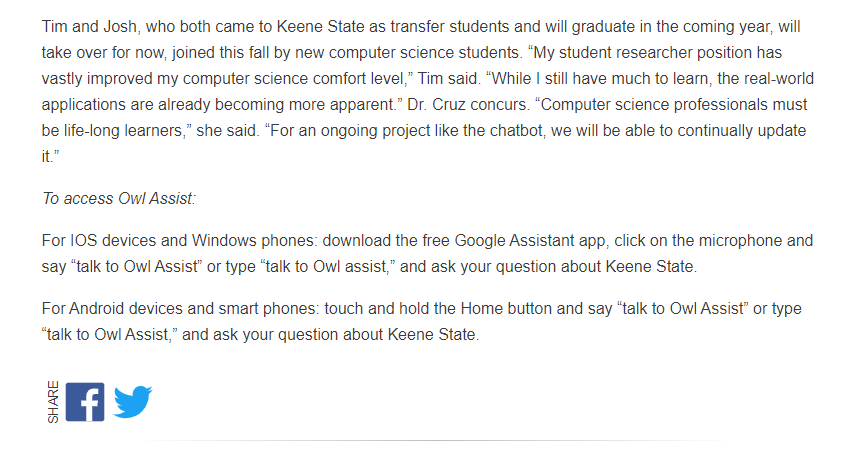 Tim and Josh, who both came to Keene State as transfer students and will graduate in the coming year, will
take over for now, joined this fall by new computer science students. “My student researcher position has
vastly improved my computer science comfort level,” Tim said. “While I still have much to learn, the real-world
applications are already becoming more apparent.” Dr. Cruz concurs. “Computer science professionals must
be life-long learners,” she said. “For an ongoing project like the chatbot, we will be able to continually update
it.”
To access Owl Assist:
For IOS devices and Windows phones: download the free Google Assistant app, click on the microphone and
say “talk to Owl Assist” or type “talk to Owl assist,” and ask your question about Keene State.
For Android devices and smart phones: touch and hold the Home button and say “talk to Owl Assist” or type
“talk to Owl Assist,” and ask your question about Keene State.
SHARE
f